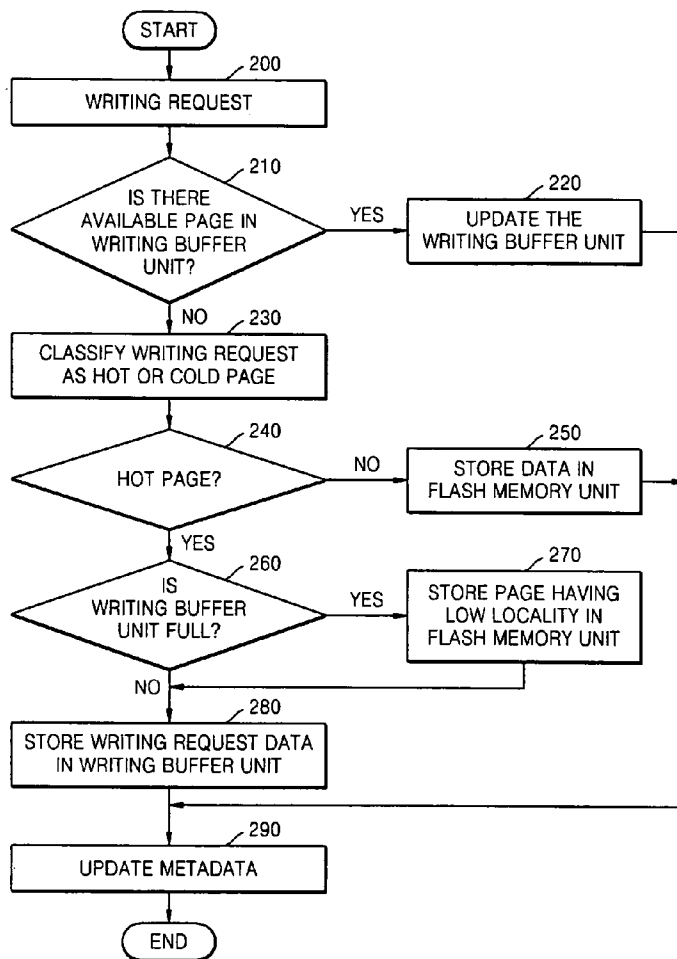 START
200
WRITING REQUEST
210
IS THERE
AVAILABLE PAGE IN
WRITING BUFFER
UNIT?
YES
220
UPDATE THE
WRITING BUFFER UNIT
NO
230
CLASSIFY WRITING REQUEST
AS HOT OR COLD PAGE
240
HOT PAGE?
NO
250
STORE DATA IN
FLASH MEMORY UNIT
YES
260
IS
WRITING BUFFER
UNIT FULL?
YES
270
STORE PAGE HAVING
LOW LOCALITY IN
FLASH MEMORY UNIT
NO
280
STORE WRITING REQUEST DATA
IN WRITING BUFFER UNIT
290
UPDATE METADATA
END